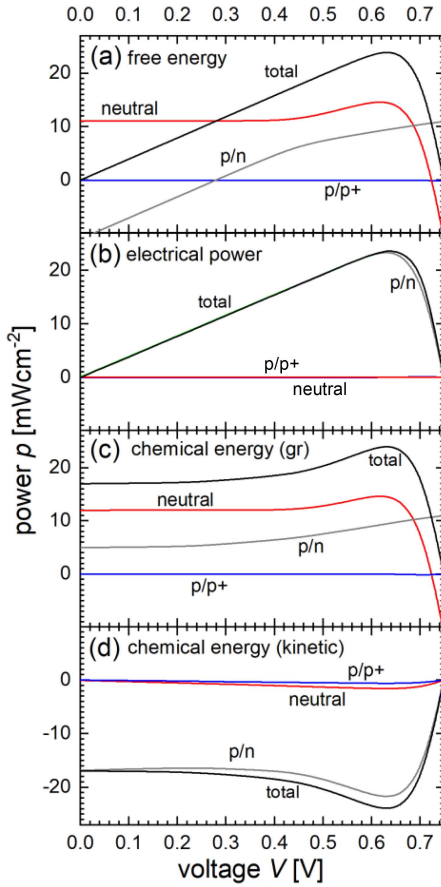 0.0 0.1 0.2 0.3 0.4 0.5 0.6 0.7
(a) free energy
total
neutral
p/n
p/p+
20
10
0
(b) electrical power
total
p/n
p/p+
neutral
20
10
0
(c) chemical energy (gr)
total
neutral
p/n
p/p+
20
10
0
(d) chemical energy (kinetic)
p/p+
neutral
p/n
total
0
-10
-20
power p [mWcm-2]
0.0 0.1 0.2 0.3 0.4 0.5 0.6 0.7
voltage V [V]